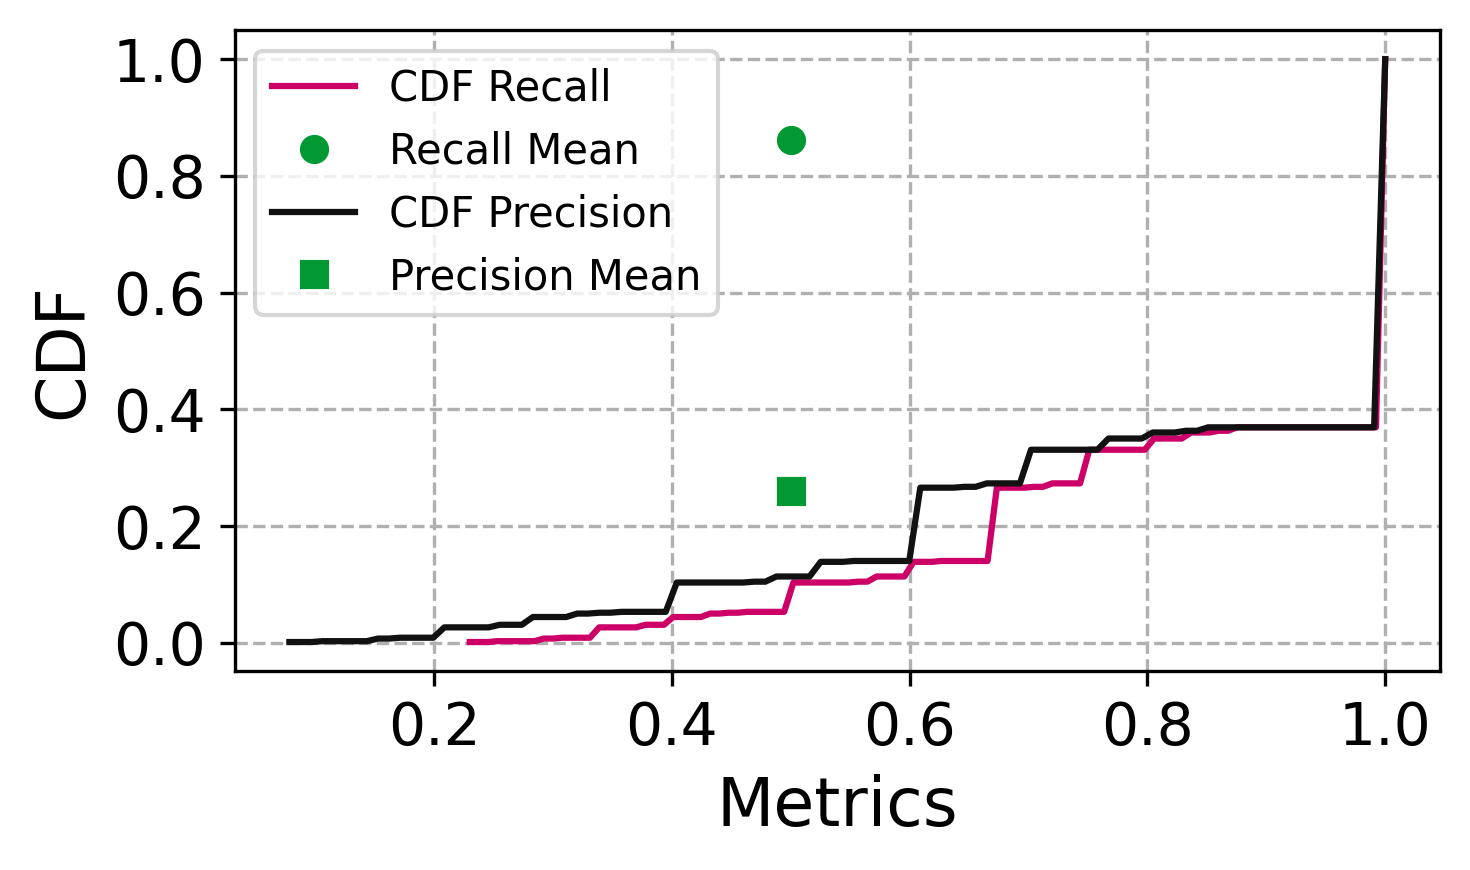 CDF
1.0
0.8
0.6
0.4
0.2
0.0
CDF Recall
Recall Mean
CDF Precision
Precision Mean
0.2 0.4 0.6 0.8 1.0
Metrics